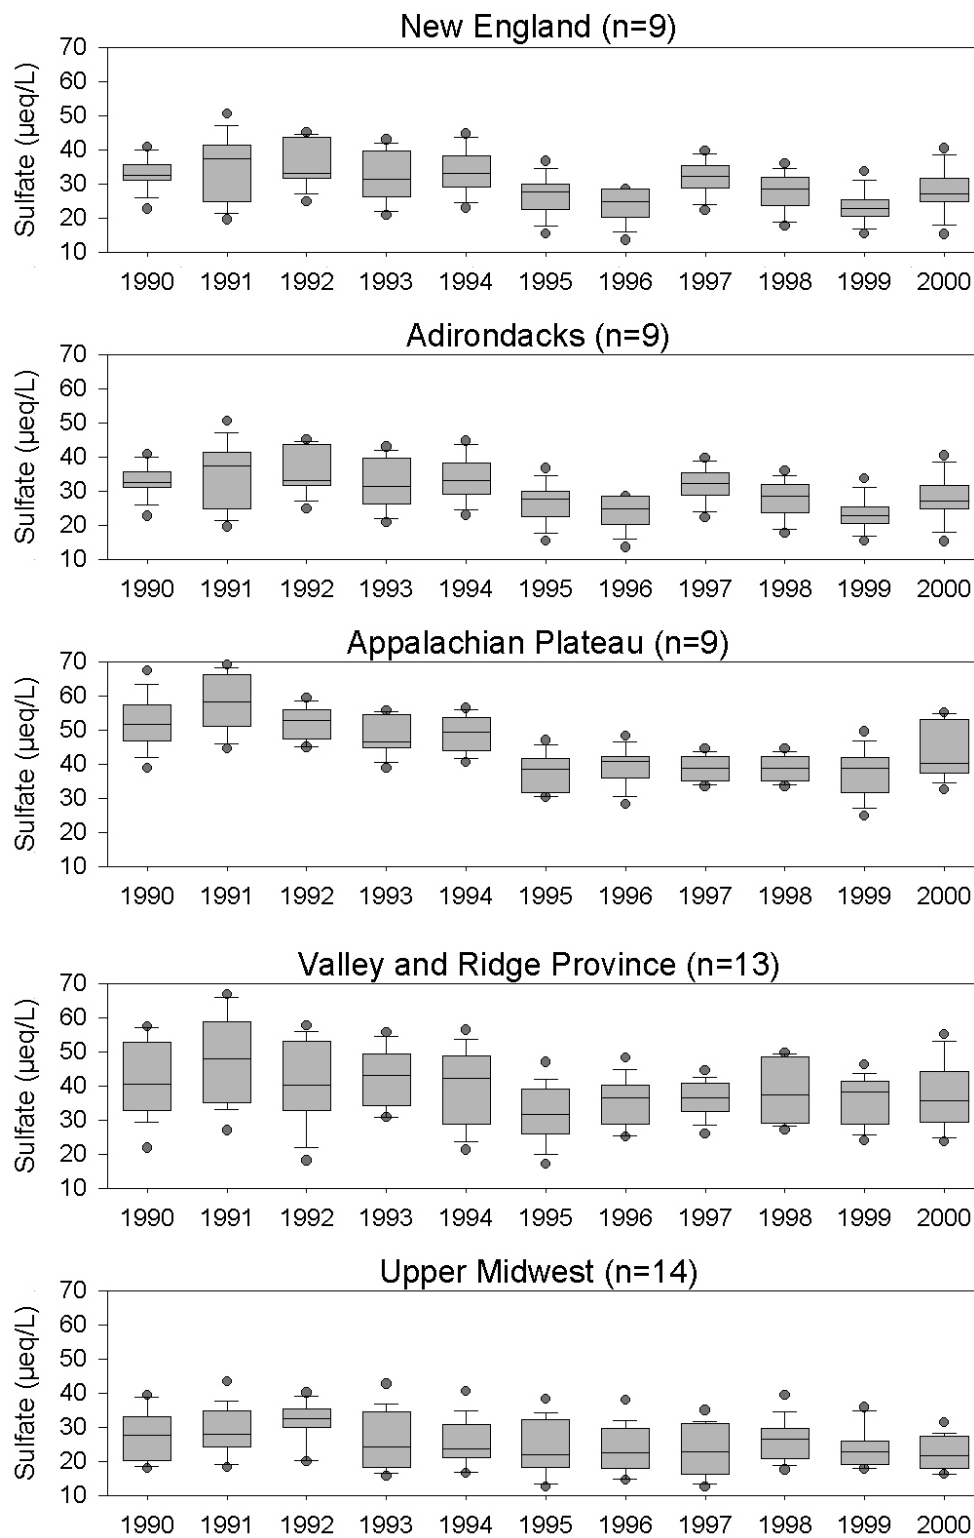 New England (n=9)
70
60
50
40
30
20
10
Sulfate (µeq/L)
1990 1991 1992 1993 1994 1995 1996 1997 1998 1999 2000
Adirondacks (n=9)
70
60
50
40
30
20
10
Sulfate (µeq/L)
1990 1991 1992 1993 1994 1995 1996 1997 1998 1999 2000
Appalachian Plateau (n=9)
70
60
50
40
30
20
10
Sulfate (µeq/L)
1990 1991 1992 1993 1994 1995 1996 1997 1998 1999 2000
Valley and Ridge Province (n=13)
70
60
50
40
30
20
10
Sulfate (µeq/L)
1990 1991 1992 1993 1994 1995 1996 1997 1998 1999 2000
Upper Midwest (n=14)
70
60
50
40
30
20
10
Sulfate (µeq/L)
1990 1991 1992 1993 1994 1995 1996 1997 1998 1999 2000